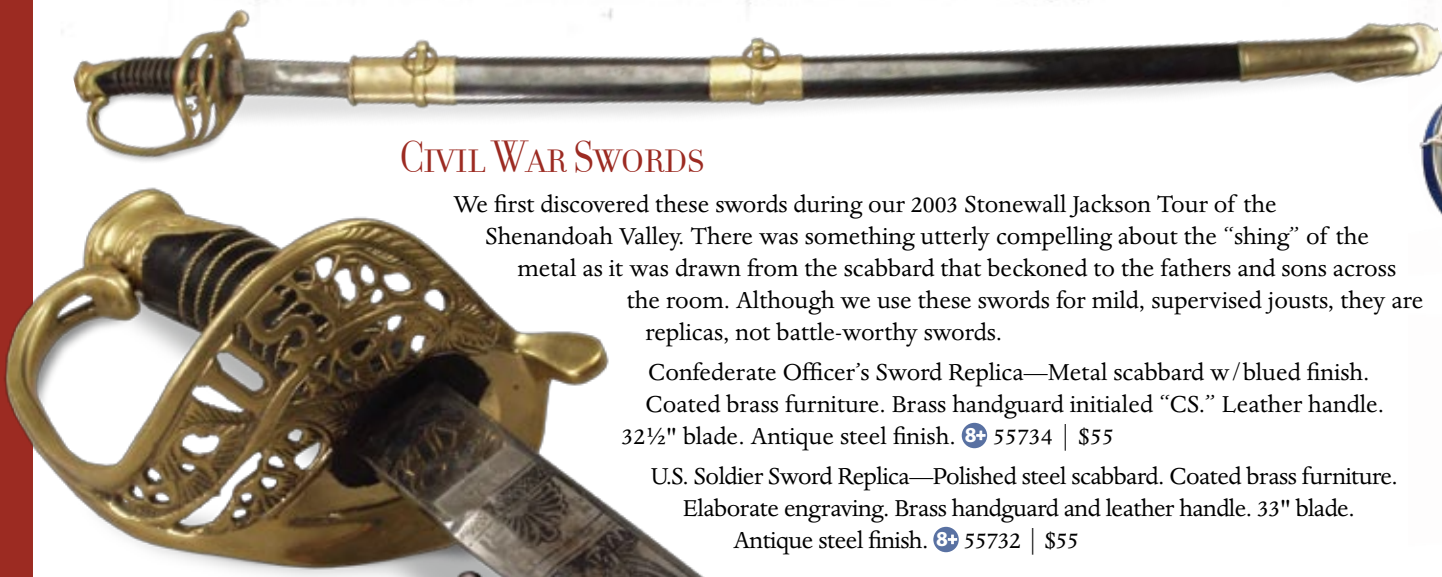 Civil War Swords
We first discovered these swords during our 2003 Stonewall Jackson Tour of the
Shenandoah Valley. There was something utterly compelling about the “shing” of the
metal as it was drawn from the scabbard that beckoned to the fathers and sons across
the room. Although we use these swords for mild, supervised jousts, they are
replicas, not battle-worthy swords.
Confederate Officer’s Sword Replica—Metal scabbard w/blued finish.
Coated brass furniture. Brass handguard initialed “CS.” Leather handle.
32½" blade. Antique steel finish. 8+ 55734 | $55
U.S. Soldier Sword Replica—Polished steel scabbard. Coated brass furniture.
Elaborate engraving. Brass handguard and leather handle. 33" blade.
Antique steel finish. 8+ 55732 | $55
US